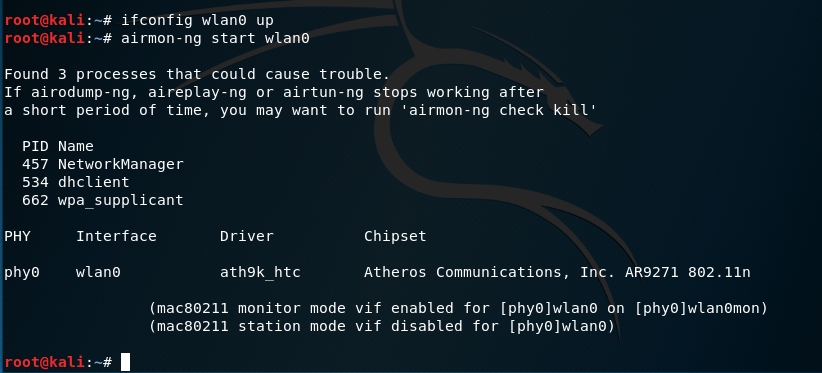 root@kali:~# ifconfig wlan0 up
root@kali:~# airmon-ng start wlan0
Found 3 processes that could cause trouble.
If airodump-ng, aireplay-ng or airtun-ng stops working after
a short period of time, you may want to run 'airmon-ng check kill'
PID Name
457 NetworkManager
534 dhclient
662 wpa_supplicant
PHY Interface Driver Chipset
phy0 wlan0 ath9k_htc Atheros Communications, Inc. AR9271 802.11n
(mac80211 monitor mode vif enabled for [phy0]wlan0 on [phy0]wlan0mon)
(mac80211 station mode vif disabled for [phy0]wlan0)
root@kali:~#